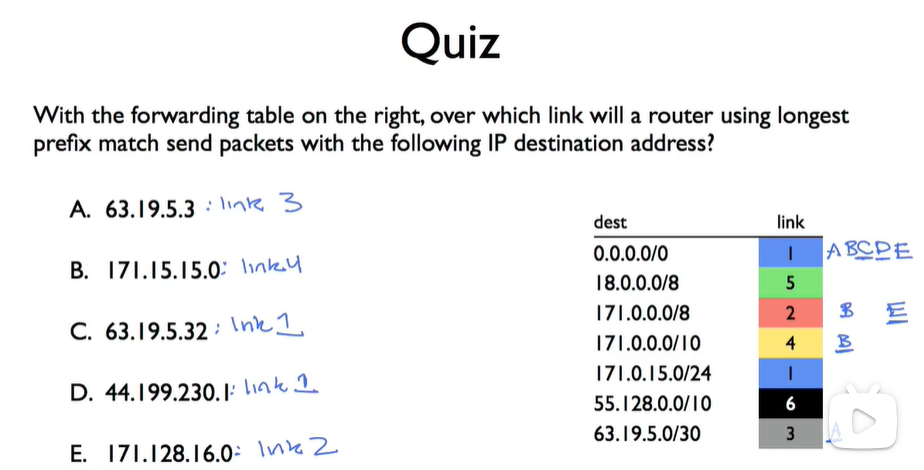 Quiz
With the forwarding table on the right, over which link will a router using longest
prefix match send packets with the following IP destination address?
A. 63.19.5.3 : link 3
B. 171.15.15.0: link 4
C. 63.19.5.32 : link 1
D. 44.199.230.1: link 1
E. 171.128.16.0: link 2
dest link
0.0.0.0/0 1 A B C D E
18.0.0.0/8 5
171.0.0.0/8 2 B E
171.0.0.0/10 4 B
171.0.15.0/24 1
55.128.0.0/10 6
63.19.5.0/30 3 A